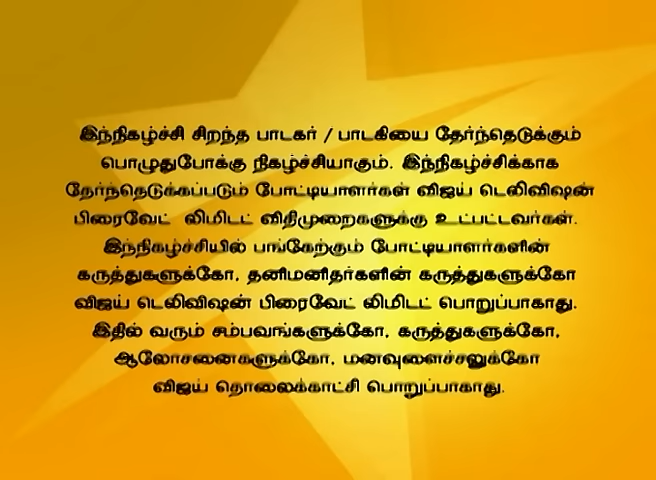 இந்நிகழ்ச்சி சிறந்த பாடகர் / பாடகியை தேர்ந்தெடுக்கும்
பொழுதுபோக்கு நிகழ்ச்சியாகும். இந்நிகழ்ச்சிக்காக
தேர்ந்தெடுக்கப்படும் போட்டியாளர்கள் விஜய் டெலிவிஷன்
பிரைவேட் லிமிடட் விதிமுறைகளுக்கு உட்பட்டவர்கள்.
இந்நிகழ்ச்சியில் பங்கேற்கும் போட்டியாளர்களின்
கருத்துகளுக்கோ, தனிமனிதர்களின் கருத்துகளுக்கோ
விஜய் டெலிவிஷன் பிரைவேட் லிமிடட் பொறுப்பாகாது.
இதில் வரும் சம்பவங்களுக்கோ, கருத்துகளுக்கோ,
ஆலோசனைகளுக்கோ, மனவுளைச்சலுக்கோ
விஜய் தொலைக்காட்சி பொறுப்பாகாது.